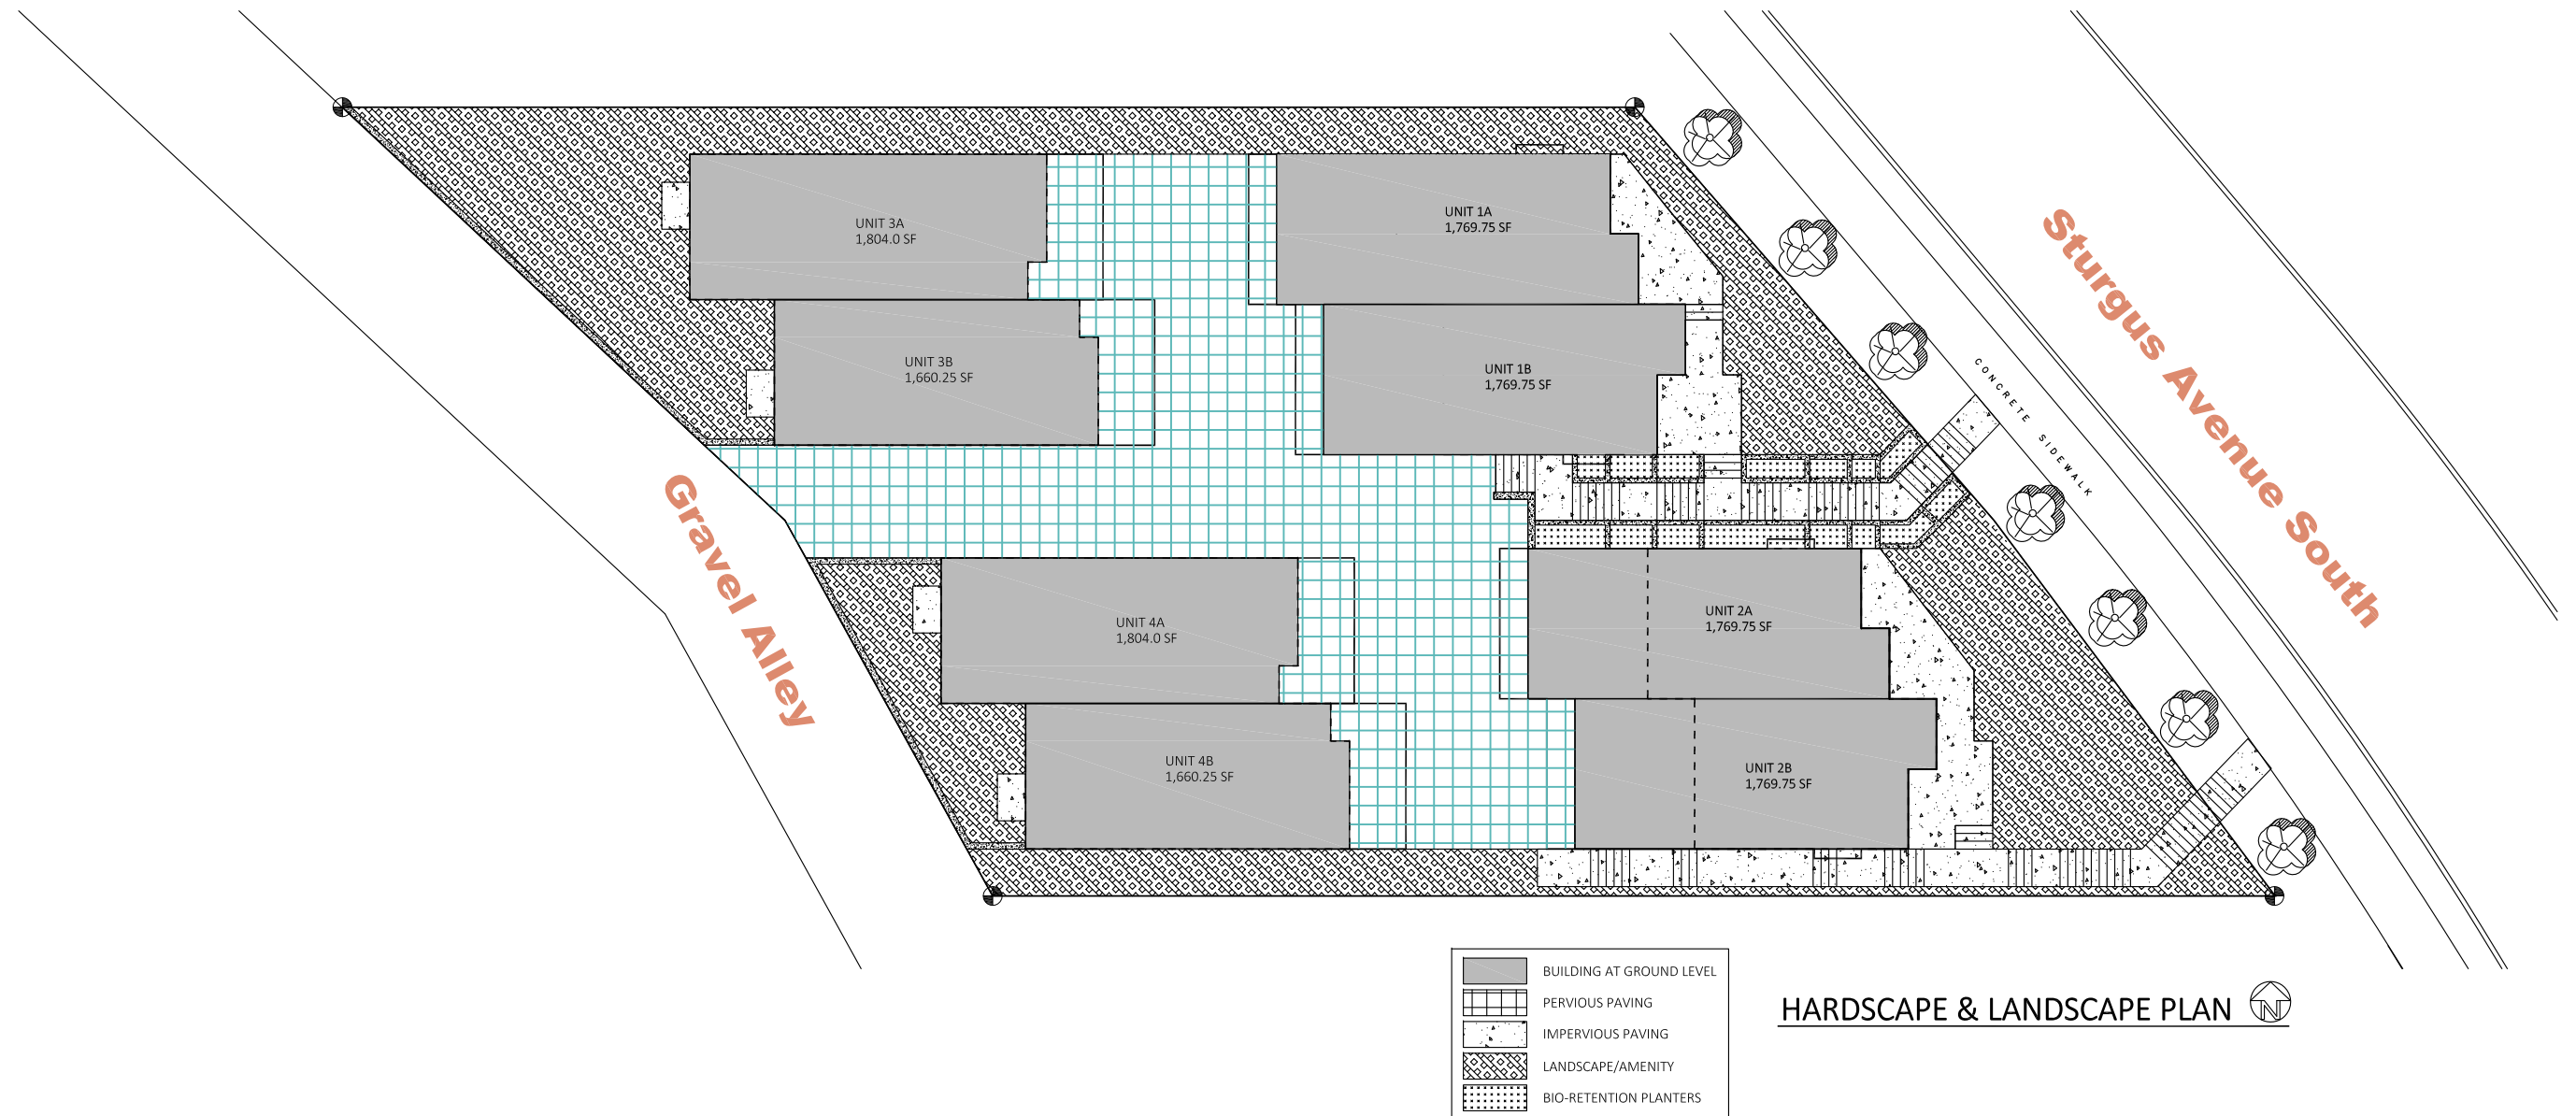 UNIT 3A
1,804.0 SF
UNIT 1A
1,769.75 SF
UNIT 3B
1,660.25 SF
UNIT 1B
1,769.75 SF
CONCRETE SIDEWALK
Sturgus Avenue South
Gravel Alley
UNIT 4A
1,804.0 SF
UNIT 2A
1,769.75 SF
UNIT 4B
1,660.25 SF
UNIT 2B
1,769.75 SF
BUILDING AT GROUND LEVEL
PERVIOUS PAVING
IMPERVIOUS PAVING
LANDSCAPE/AMENITY
BIO-RETENTION PLANTERS
HARDSCAPE & LANDSCAPE PLAN
N